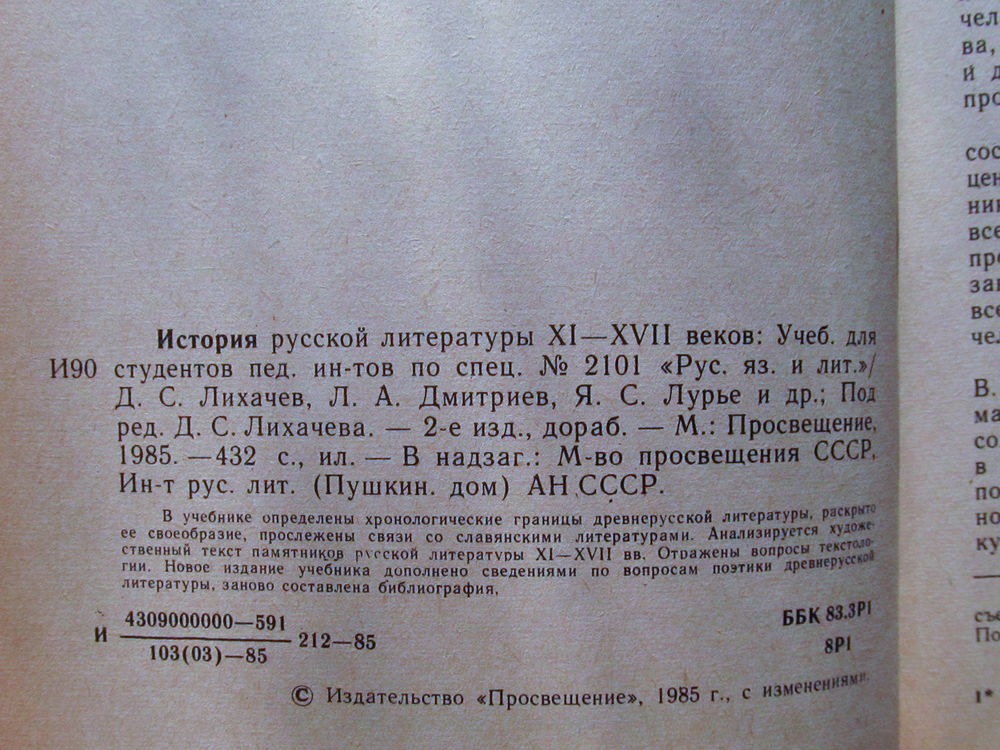 История русской литературы XI—XVII веков: Учеб. для
И90 студентов пед. ин-тов по спец. № 2101 «Рус. яз. и лит.»/
Д. С. Лихачев, Л. А. Дмитриев, Я. С. Лурье и др.; Под
ред. Д. С. Лихачева. — 2-е изд., дораб. — М.: Просвещение,
1985. —432 с., ил. — В надзаг.: М-во просвещения СССР,
Ин-т рус. лит. (Пушкин. дом) АН СССР.
В учебнике определены хронологические границы древнерусской литературы, раскрыто
ее своеобразие, прослежены связи со славянскими литературами. Анализируется художе-
ственный текст памятников русской литературы XI—XVII вв. Отражены вопросы текстоло-
гии. Новое издание учебника дополнено сведениями по вопросам поэтики древнерусской
литературы, заново составлена библиография.
И 4309000000—591
103(03)—85
212—85
ББК 83.3Р1
8Р1
© Издательство «Просвещение», 1985 г., с изменениями.
чел
ва,
и д
про
сос
цен
ник
все
пре
зан
все
чел
В.
ма
со
в
по
но
ку
съе
По
1*